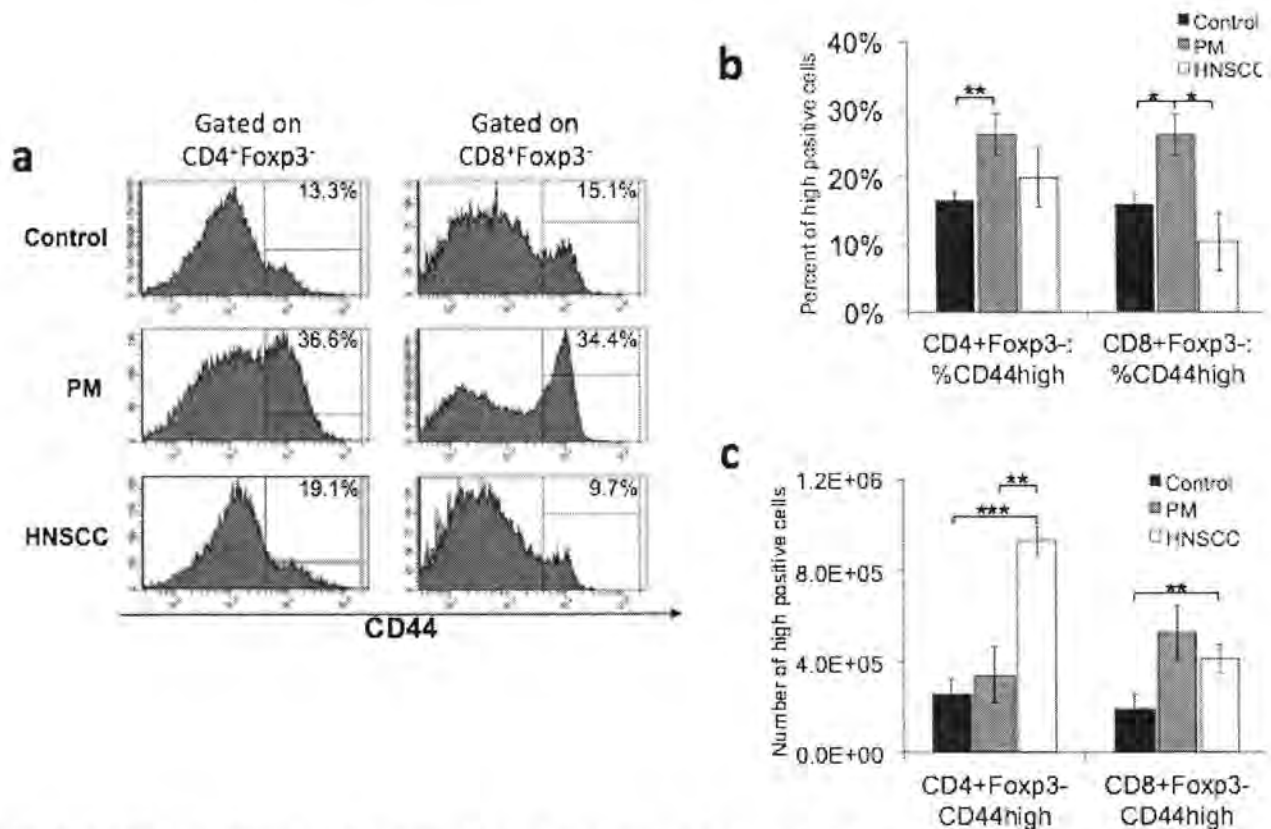 a
Gated on
CD4+Foxp3-
Gated on
CD8+Foxp3-
Control
13.3%
15.1%
PM
36.6%
34.4%
HNSCC
19.1%
9.7%
CD44
b
Control
PM
HNSCC
Percent of high positive cells
40%
30%
20%
10%
0%
**
*
*
CD4+Foxp3-:
%CD44high
CD8+Foxp3-:
%CD44high
c
Control
PM
HNSCC
Number of high positive cells
1.2E+06
8.0E+05
4.0E+05
0.0E+00
**
***
**
CD4+Foxp3-
CD44high
CD8+Foxp3-
CD44high